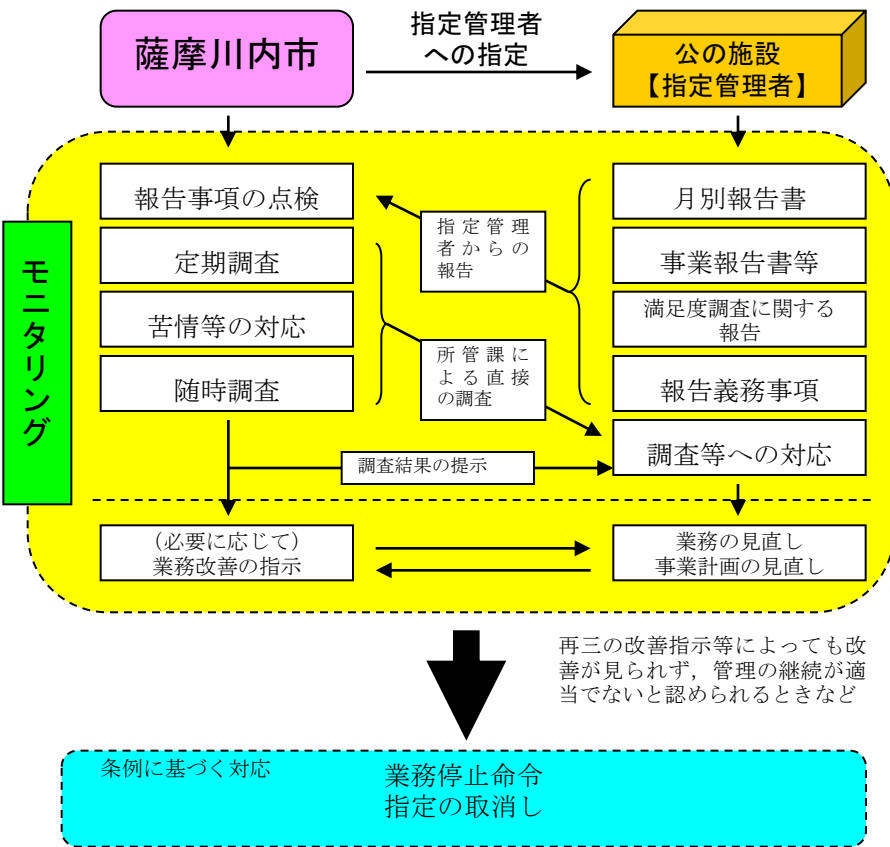 薩摩川内市
指定管理者
への指定
公の施設
【指定管理者】
モニタリング
報告事項の点検
定期調査
苦情等の対応
随時調査
指定管理
者からの
報告
所管課に
よる直接
の調査
月別報告書
事業報告書等
満足度調査に関する
報告
報告義務事項
調査等への対応
調査結果の提示
（必要に応じて）
業務改善の指示
業務の見直し
事業計画の見直し
再三の改善指示等によっても改
善が見られず，管理の継続が適
当でないと認められるときなど
条例に基づく対応
業務停止命令
指定の取消し